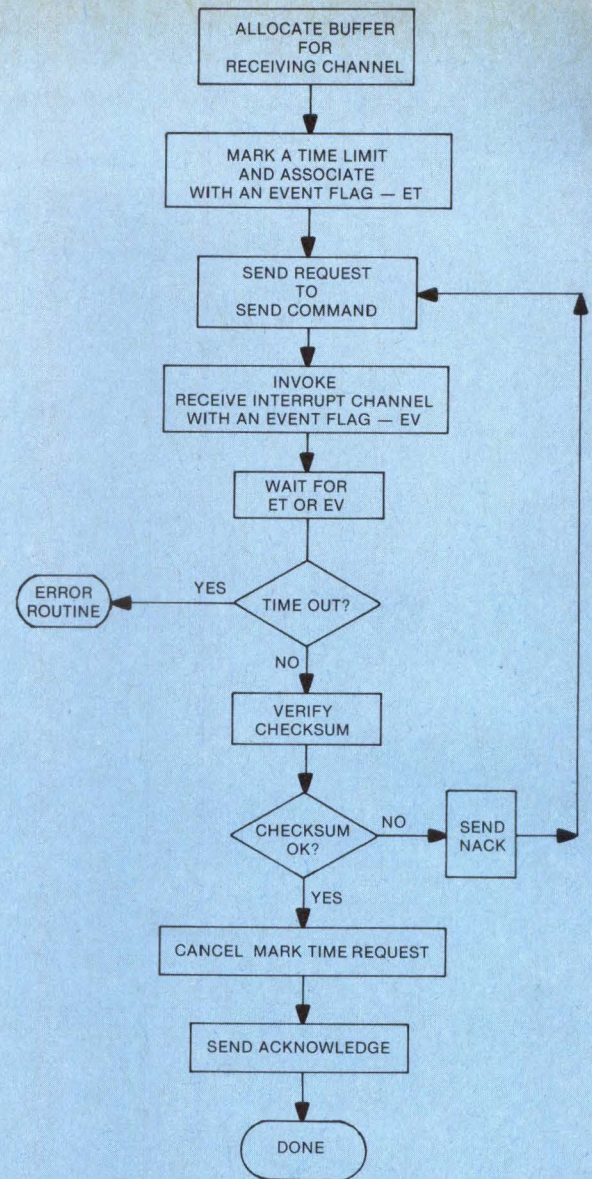 ALLOCATE BUFFER
FOR
RECEIVING CHANNEL
MARK A TIME LIMIT
AND ASSOCIATE
WITH AN EVENT FLAG — ET
SEND REQUEST
TO
SEND COMMAND
INVOKE
RECEIVE INTERRUPT CHANNEL
WITH AN EVENT FLAG — EV
WAIT FOR
ET OR EV
TIME OUT?
YES
ERROR
ROUTINE
NO
VERIFY
CHECKSUM
CHECKSUM
OK?
NO
SEND
NACK
YES
CANCEL MARK TIME REQUEST
SEND ACKNOWLEDGE
DONE